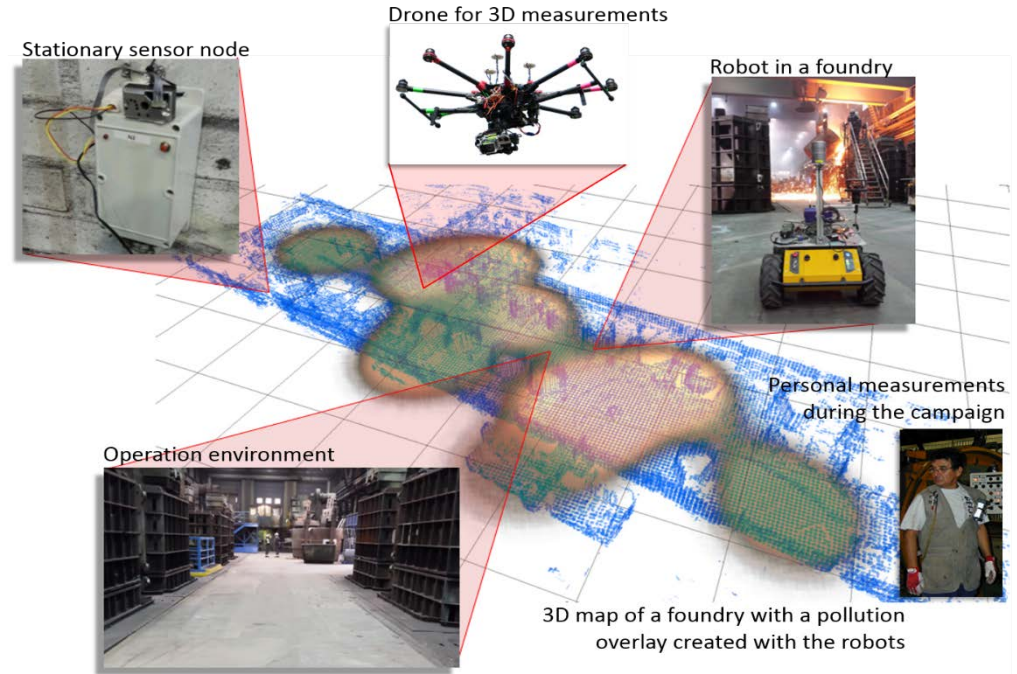 Drone for 3D measurements
Stationary sensor node
Robot in a foundry
Personal measurements
during the campaign
Operation environment
3D map of a foundry with a pollution
overlay created with the robots